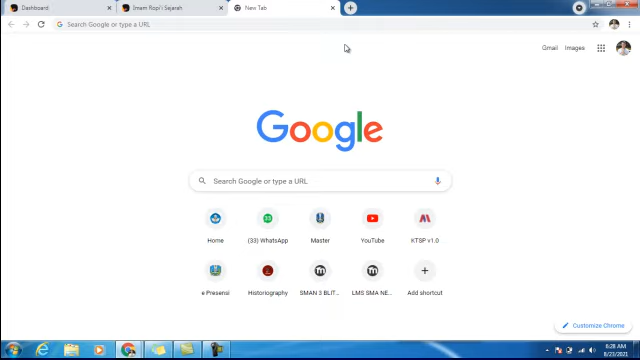 Dashboard
Imam Ropi'i Sejarah
New Tab
Search Google or type a URL
Gmail Images
Google
Search Google or type a URL
Home (33) WhatsApp Master YouTube KTSP v1.0
e Presensi Historiography SMAN 3 BLIT... LMS SMA NE... Add shortcut
Customize Chrome
6:28 AM
8/23/2021